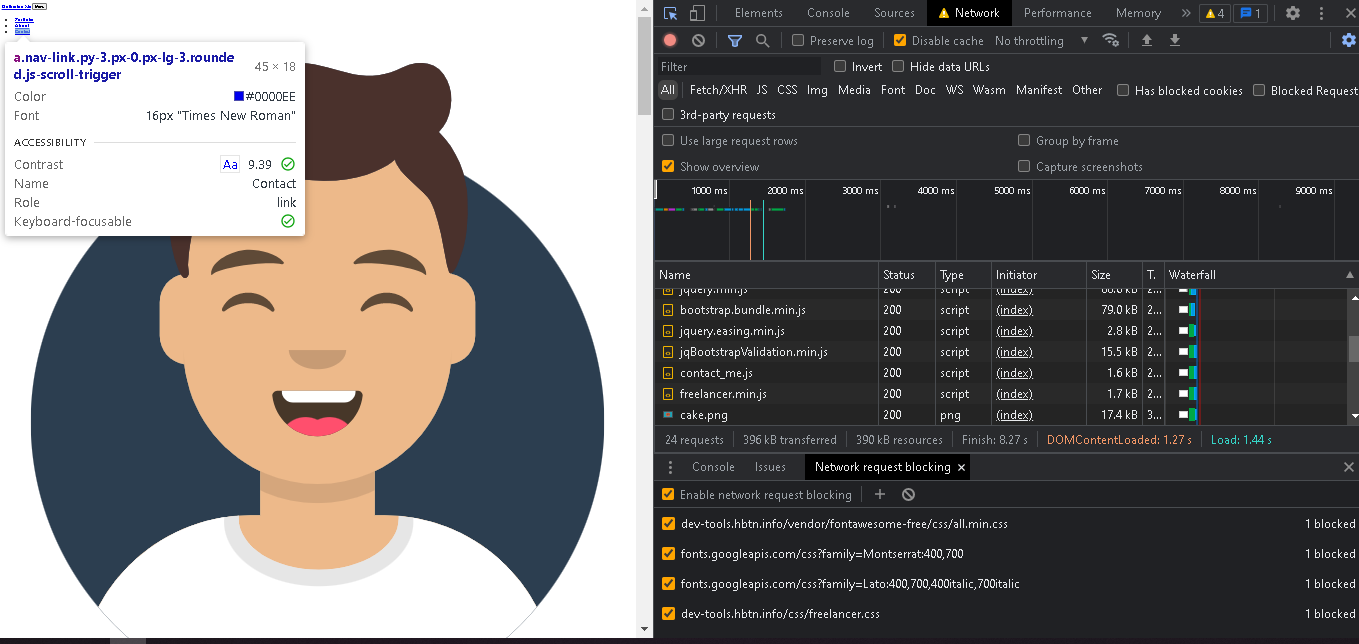 Portfolio
About
Contact
a.nav-link.py-3.px-0.px-lg-3.rounde
d.js-scroll-trigger
45 × 18
Color #0000EE
Font 16px "Times New Roman"
ACCESSIBILITY
Contrast Aa 9.39
Name Contact
Role link
Keyboard-focusable
Elements Console Sources Network Performance Memory 4 1
Preserve log Disable cache No throttling
Filter Invert Hide data URLs
All Fetch/XHR JS CSS Img Media Font Doc WS Wasm Manifest Other Has blocked cookies Blocked Request
3rd-party requests
Use large request rows Group by frame
Show overview Capture screenshots
1000 ms 2000 ms 3000 ms 4000 ms 5000 ms 6000 ms 7000 ms 8000 ms 9000 ms
Name Status Type Initiator Size T. Waterfall
jquery.min.js 200 script (index) kB 2...
bootstrap.bundle.min.js 200 script (index) 79.0 kB 2...
jquery.easing.min.js 200 script (index) 2.8 kB 2...
jqBootstrapValidation.min.js 200 script (index) 15.5 kB 2...
contact_me.js 200 script (index) 1.6 kB 2...
freelancer.min.js 200 script (index) 1.7 kB 2...
cake.png 200 png (index) 17.4 kB 3...
24 requests 396 kB transferred 390 kB resources Finish: 8.27 s DOMContentLoaded: 1.27 s Load: 1.44 s
Console Issues Network request blocking
Enable network request blocking
dev-tools.hbtn.info/vendor/fontawesome-free/css/all.min.css 1 blocked
fonts.googleapis.com/css?family=Montserrat:400,700 1 blocked
fonts.googleapis.com/css?family=Lato:400,700,400italic,700italic 1 blocked
dev-tools.hbtn.info/css/freelancer.css 1 blocked